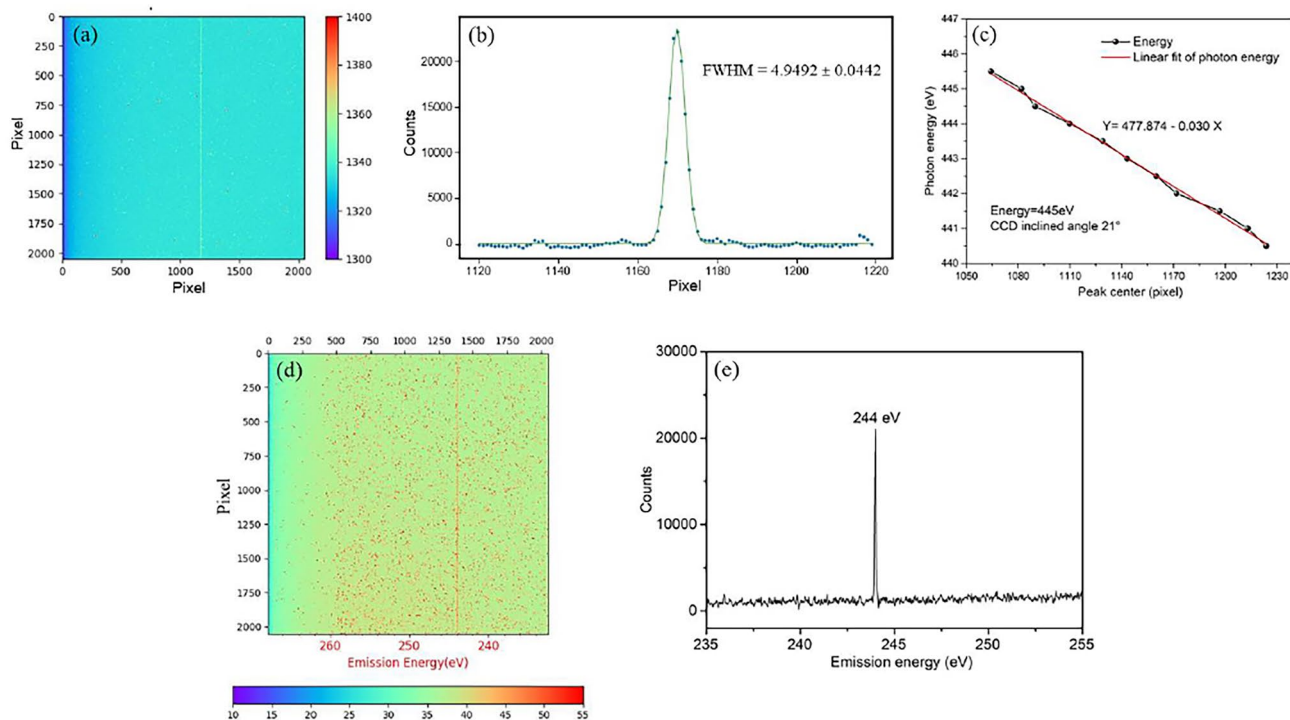 (a)
0
250
500
750
1000
1250
1500
1750
2000
Pixel
0 500 1000 1500 2000
Pixel
1400
1380
1360
1340
1320
1300
(b)
FWHM = 4.9492 ± 0.0442
20000
15000
10000
5000
0
Counts
1120 1140 1160 1180 1200 1220
Pixel
(c)
447
446
445
444
443
442
441
440
Photon energy (eV)
Energy
Linear fit of photon energy
Y= 477.874 - 0.030 X
Energy=445eV
CCD inclined angle 21°
1050 1080 1110 1140 1170 1200 1230
Peak center (pixel)
0 250 500 750 1000 1250 1500 1750 2000
(d)
0
250
500
750
1000
1250
1500
1750
2000
Pixel
260 250 240
Emission Energy(eV)
10 15 20 25 30 35 40 45 50 55
(e)
30000
20000
10000
0
Counts
244 eV
235 240 245 250 255
Emission energy (eV)